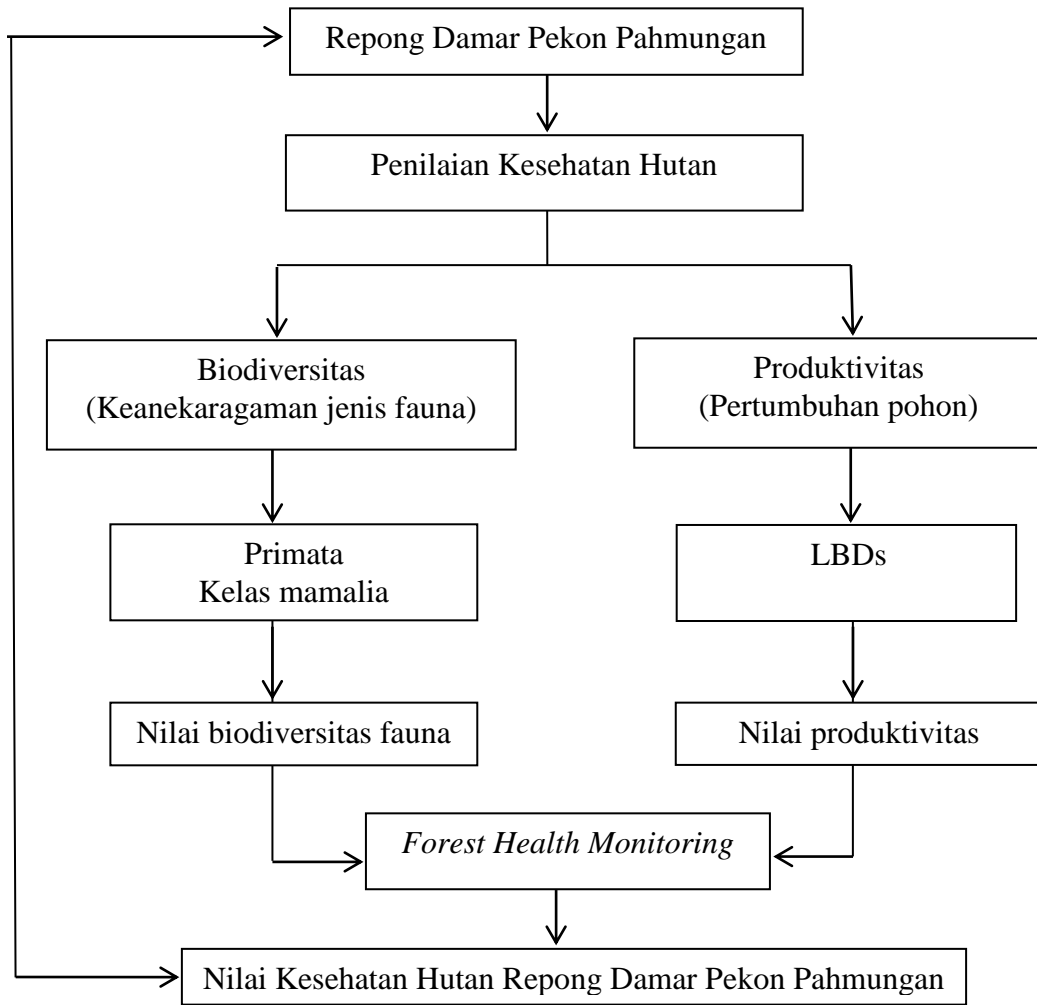 Repong Damar Pekon Pahmungan
Penilaian Kesehatan Hutan
Biodiversitas
(Keanekaragaman jenis fauna)
Produktivitas
(Pertumbuhan pohon)
Primata
Kelas mamalia
LBDs
Nilai biodiversitas fauna
Nilai produktivitas
Forest Health Monitoring
Nilai Kesehatan Hutan Repong Damar Pekon Pahmungan